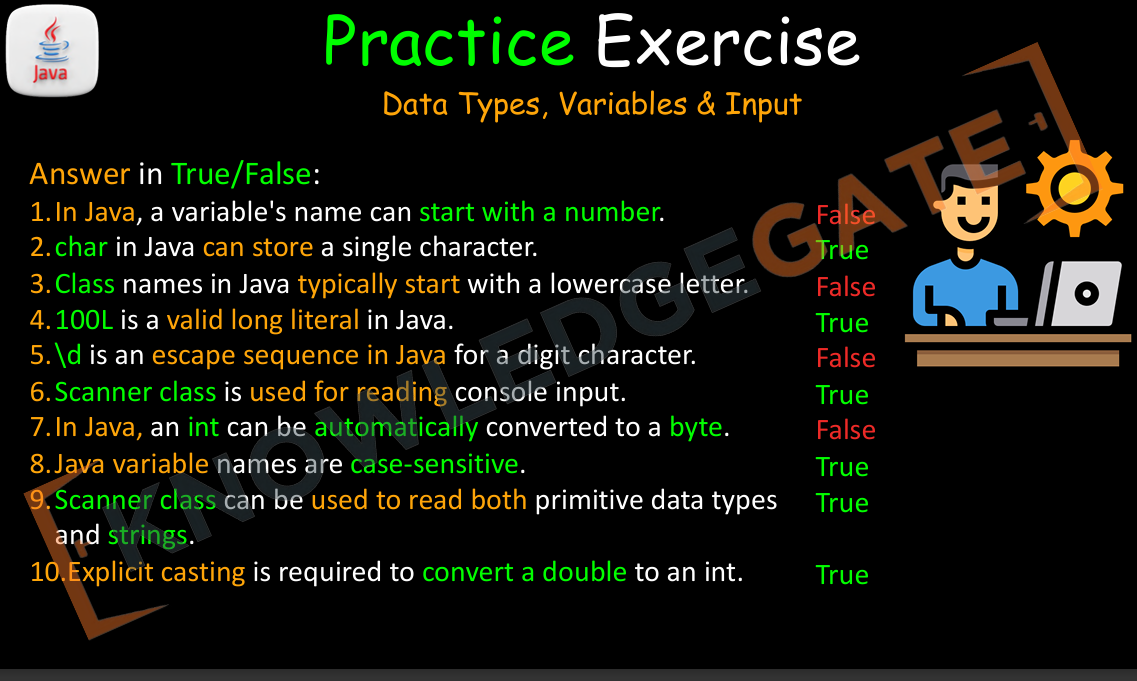 Java
Practice Exercise
Data Types, Variables & Input
Answer in True/False:
1. In Java, a variable's name can start with a number. False
2. char in Java can store a single character. True
3. Class names in Java typically start with a lowercase letter. False
4. 100L is a valid long literal in Java. True
5. \d is an escape sequence in Java for a digit character. False
6. Scanner class is used for reading console input. True
7. In Java, an int can be automatically converted to a byte. False
8. Java variable names are case-sensitive. True
9. Scanner class can be used to read both primitive data types True
and strings.
10. Explicit casting is required to convert a double to an int. True
KNOWLEDGEGATE